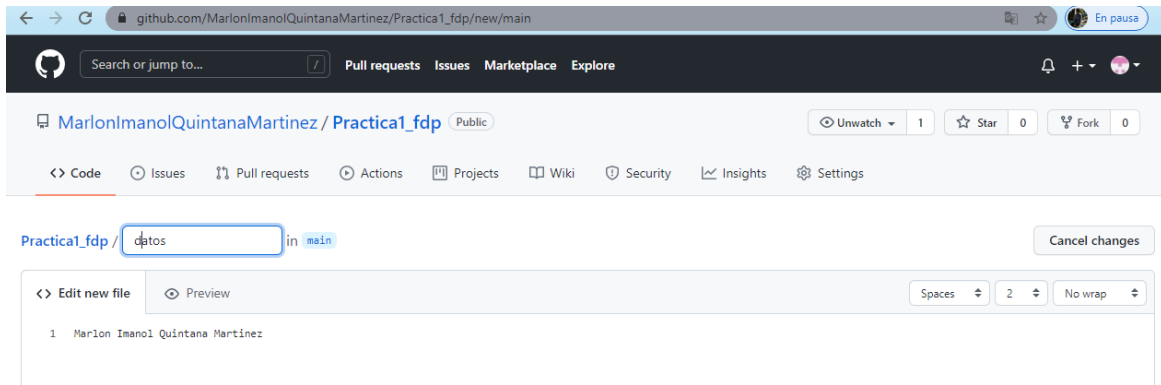 github.com/MarlonImanolQuintanaMartinez/Practica1_fdp/new/main En pausa
Search or jump to... / Pull requests Issues Marketplace Explore
MarlonImanolQuintanaMartinez / Practica1_fdp Public Unwatch 1 Star 0 Fork 0
<> Code Issues Pull requests Actions Projects Wiki Security Insights Settings
Practica1_fdp / datos in main Cancel changes
<> Edit new file Preview Spaces 2 No wrap
1 Marlon Imanol Quintana Martinez